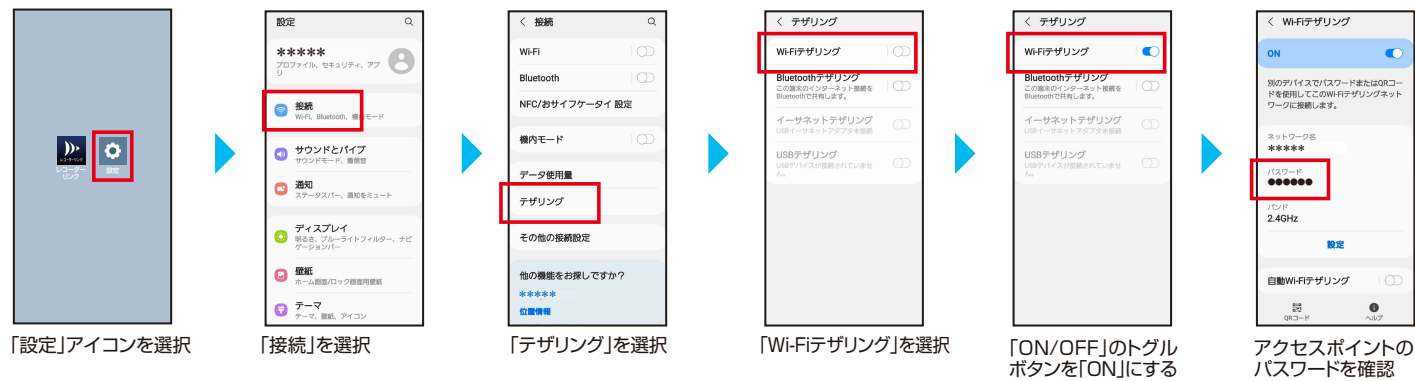 レコーダー
リンク
設定
「設定」アイコンを選択
設定
*****
プロファイル、セキュリティ、アプ
リ
接続
Wi-Fi、Bluetooth、機内モード
サウンドとバイブ
サウンドモード、着信音
通知
ステータスバー、通知をミュート
ディスプレイ
明るさ、ブルーライトフィルター、ナビ
ゲーションバー
壁紙
ホーム画面/ロック画面用壁紙
テーマ
テーマ、壁紙、アイコン
「接続」を選択
接続
Wi-Fi
Bluetooth
NFC/おサイフケータイ 設定
機内モード
データ使用量
テザリング
その他の接続設定
他の機能をお探しですか？
*****
位置情報
「テザリング」を選択
テザリング
Wi-Fiテザリング
Bluetoothテザリング
この端末のインターネット接続を
Bluetoothで共有します。
イーサネットテザリング
USBイーサネットアダプタ未接続
USBテザリング
USBデバイスが接続されていませ
ん。
「Wi-Fiテザリング」を選択
テザリング
Wi-Fiテザリング
Bluetoothテザリング
この端末のインターネット接続を
Bluetoothで共有します。
イーサネットテザリング
USBイーサネットアダプタ未接続
USBテザリング
USBデバイスが接続されていませ
ん。
「ON/OFF」のトグル
ボタンを「ON」にする
Wi-Fiテザリング
ON
別のデバイスでパスワードまたはQRコー
ドを使用してこのWi-Fiテザリングネット
ワークに接続します。
ネットワーク名
*****
パスワード
●●●●●●
バンド
2.4GHz
設定
自動Wi-Fiテザリング
QRコード
ヘルプ
アクセスポイントの
パスワードを確認